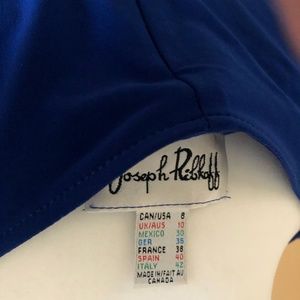 Joseph Ribkoff
CAN/USA 8
UK/AUS 10
MEXICO 30
GER 36
FRANCE 38
SPAIN 40
ITALY 42
MADE IN/FAIT AU
CANADA